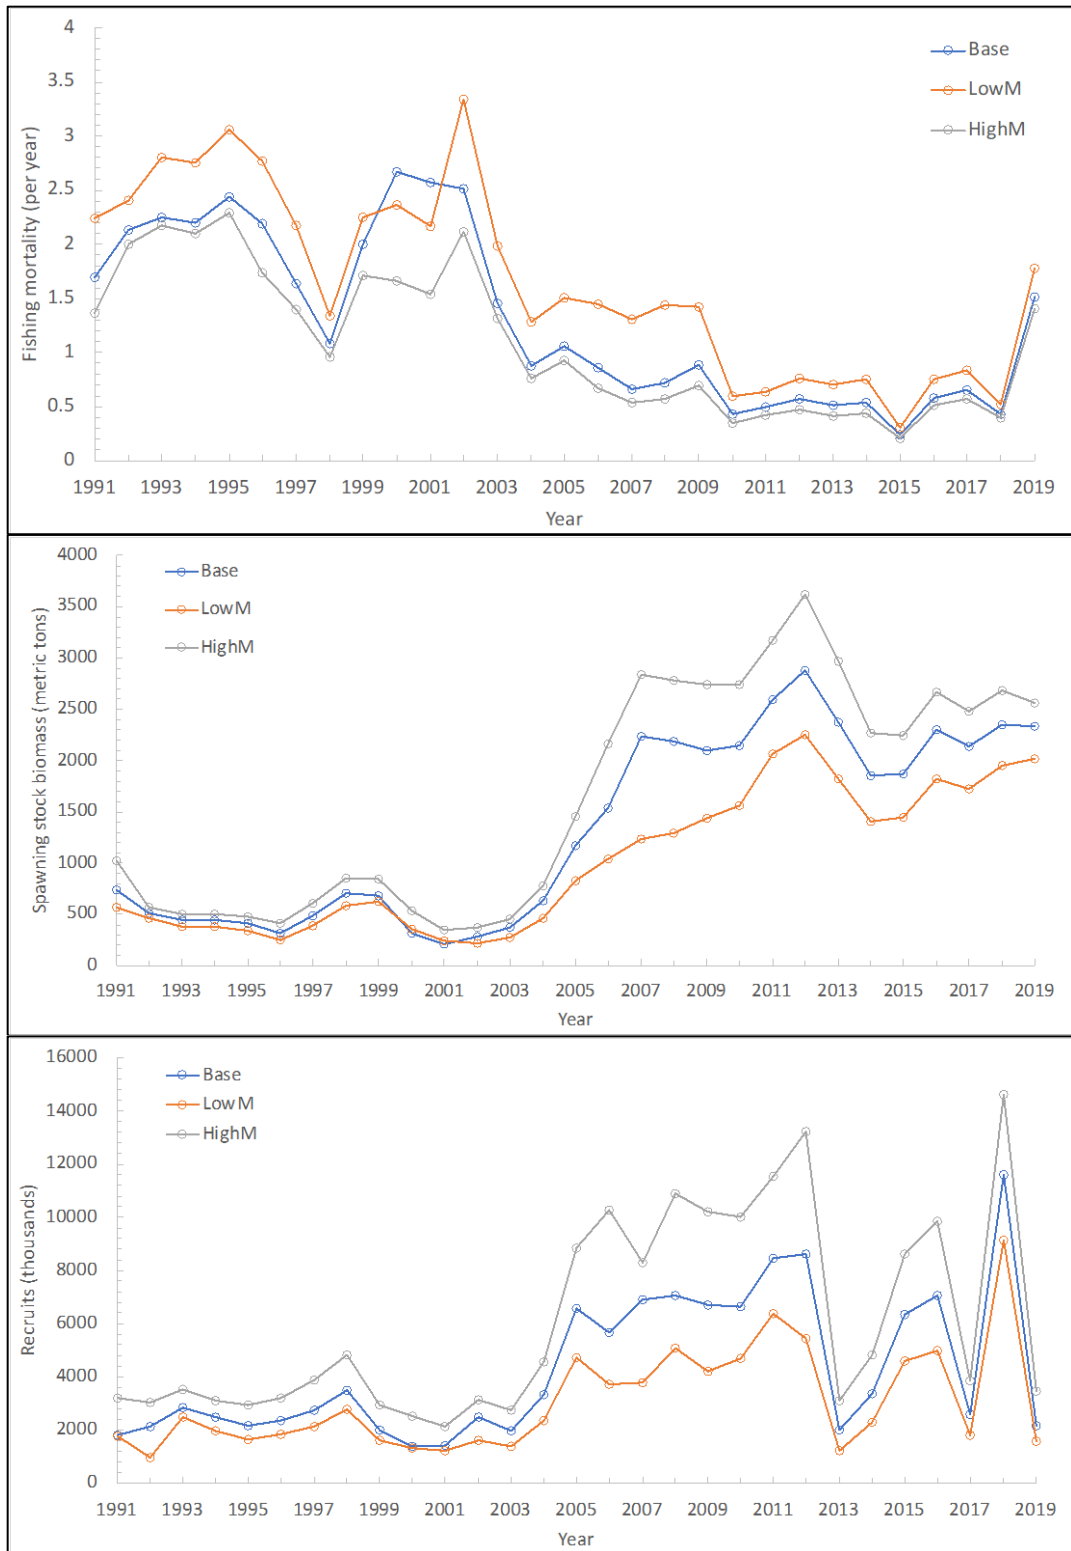 4
3.5
3
2.5
2
1.5
1
0.5
0
Fishing mortality (per year)
Base
LowM
HighM
1991 1993 1995 1997 1999 2001 2003 2005 2007 2009 2011 2013 2015 2017 2019
Year
4000
3500
3000
2500
2000
1500
1000
500
0
Spawning stock biomass (metric tons)
Base
LowM
HighM
1991 1993 1995 1997 1999 2001 2003 2005 2007 2009 2011 2013 2015 2017 2019
Year
16000
14000
12000
10000
8000
6000
4000
2000
0
Recruits (thousands)
Base
LowM
HighM
1991 1993 1995 1997 1999 2001 2003 2005 2007 2009 2011 2013 2015 2017 2019
Year